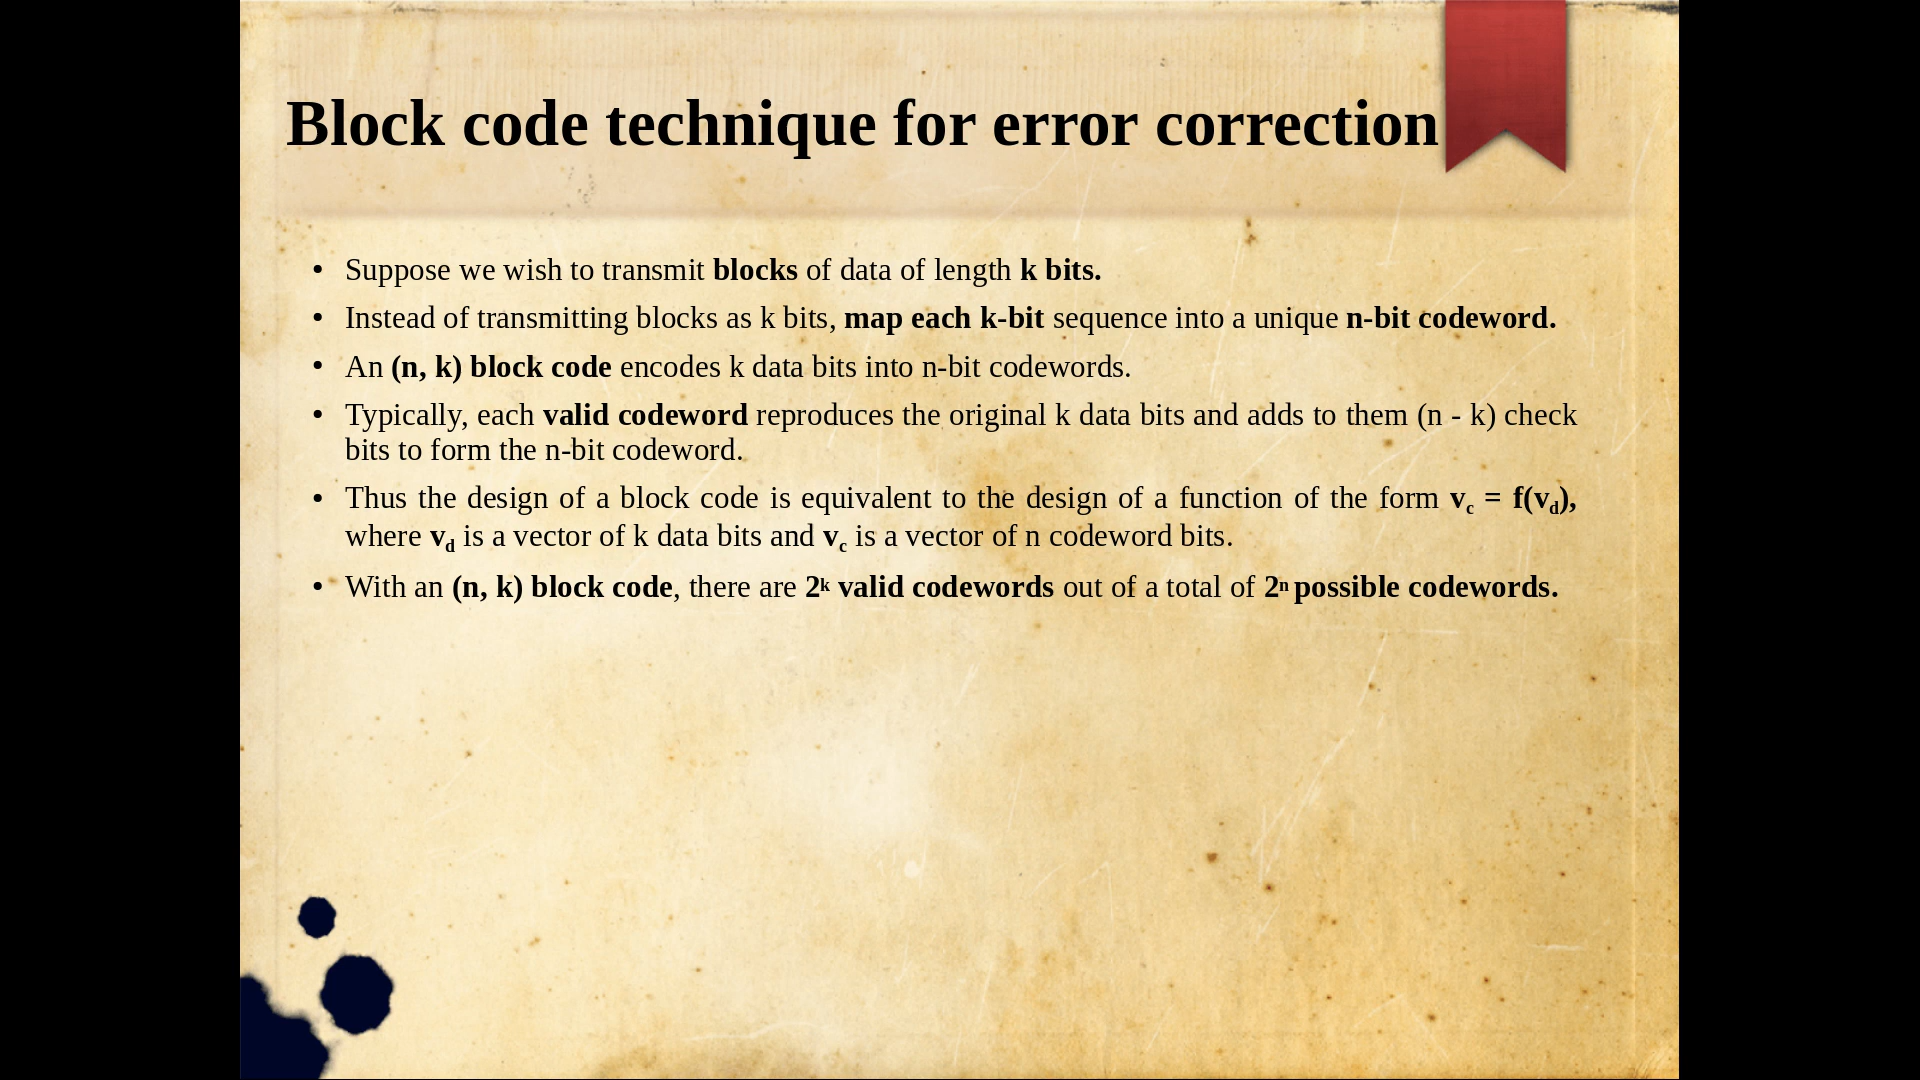 Block code technique for error correction
• Suppose we wish to transmit blocks of data of length k bits.
• Instead of transmitting blocks as k bits, map each k-bit sequence into a unique n-bit codeword.
• An (n, k) block code encodes k data bits into n-bit codewords.
• Typically, each valid codeword reproduces the original k data bits and adds to them (n - k) check
bits to form the n-bit codeword.
• Thus the design of a block code is equivalent to the design of a function of the form v_c = f(v_d),
where v_d is a vector of k data bits and v_c is a vector of n codeword bits.
• With an (n, k) block code, there are 2^k valid codewords out of a total of 2^n possible codewords.